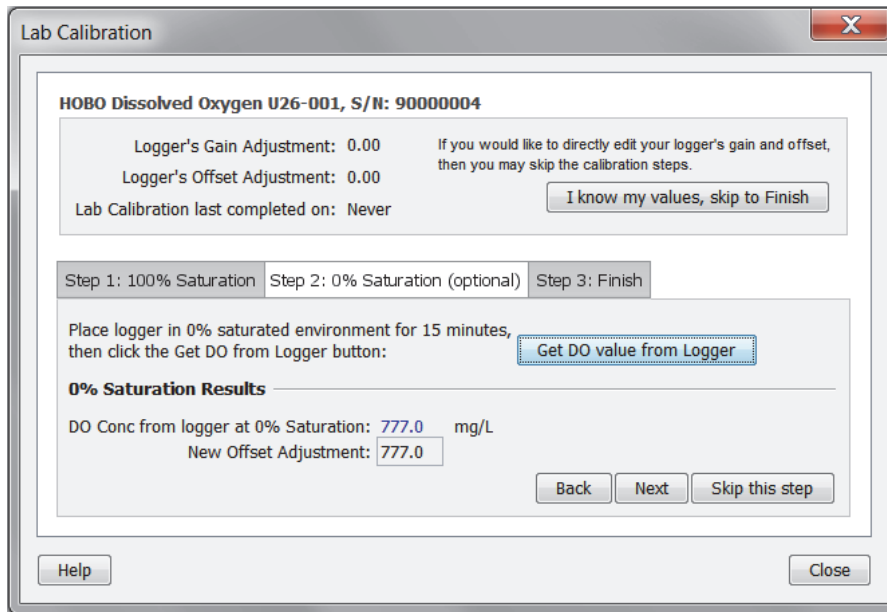 Lab Calibration
X
HOBO Dissolved Oxygen U26-001, S/N: 90000004
Logger's Gain Adjustment: 0.00
Logger's Offset Adjustment: 0.00
Lab Calibration last completed on: Never
If you would like to directly edit your logger's gain and offset,
then you may skip the calibration steps.
I know my values, skip to Finish
Step 1: 100% Saturation
Step 2: 0% Saturation (optional)
Step 3: Finish
Place logger in 0% saturated environment for 15 minutes,
then click the Get DO from Logger button:
Get DO value from Logger
0% Saturation Results
DO Conc from logger at 0% Saturation: 777.0 mg/L
New Offset Adjustment: 777.0
Back
Next
Skip this step
Help
Close